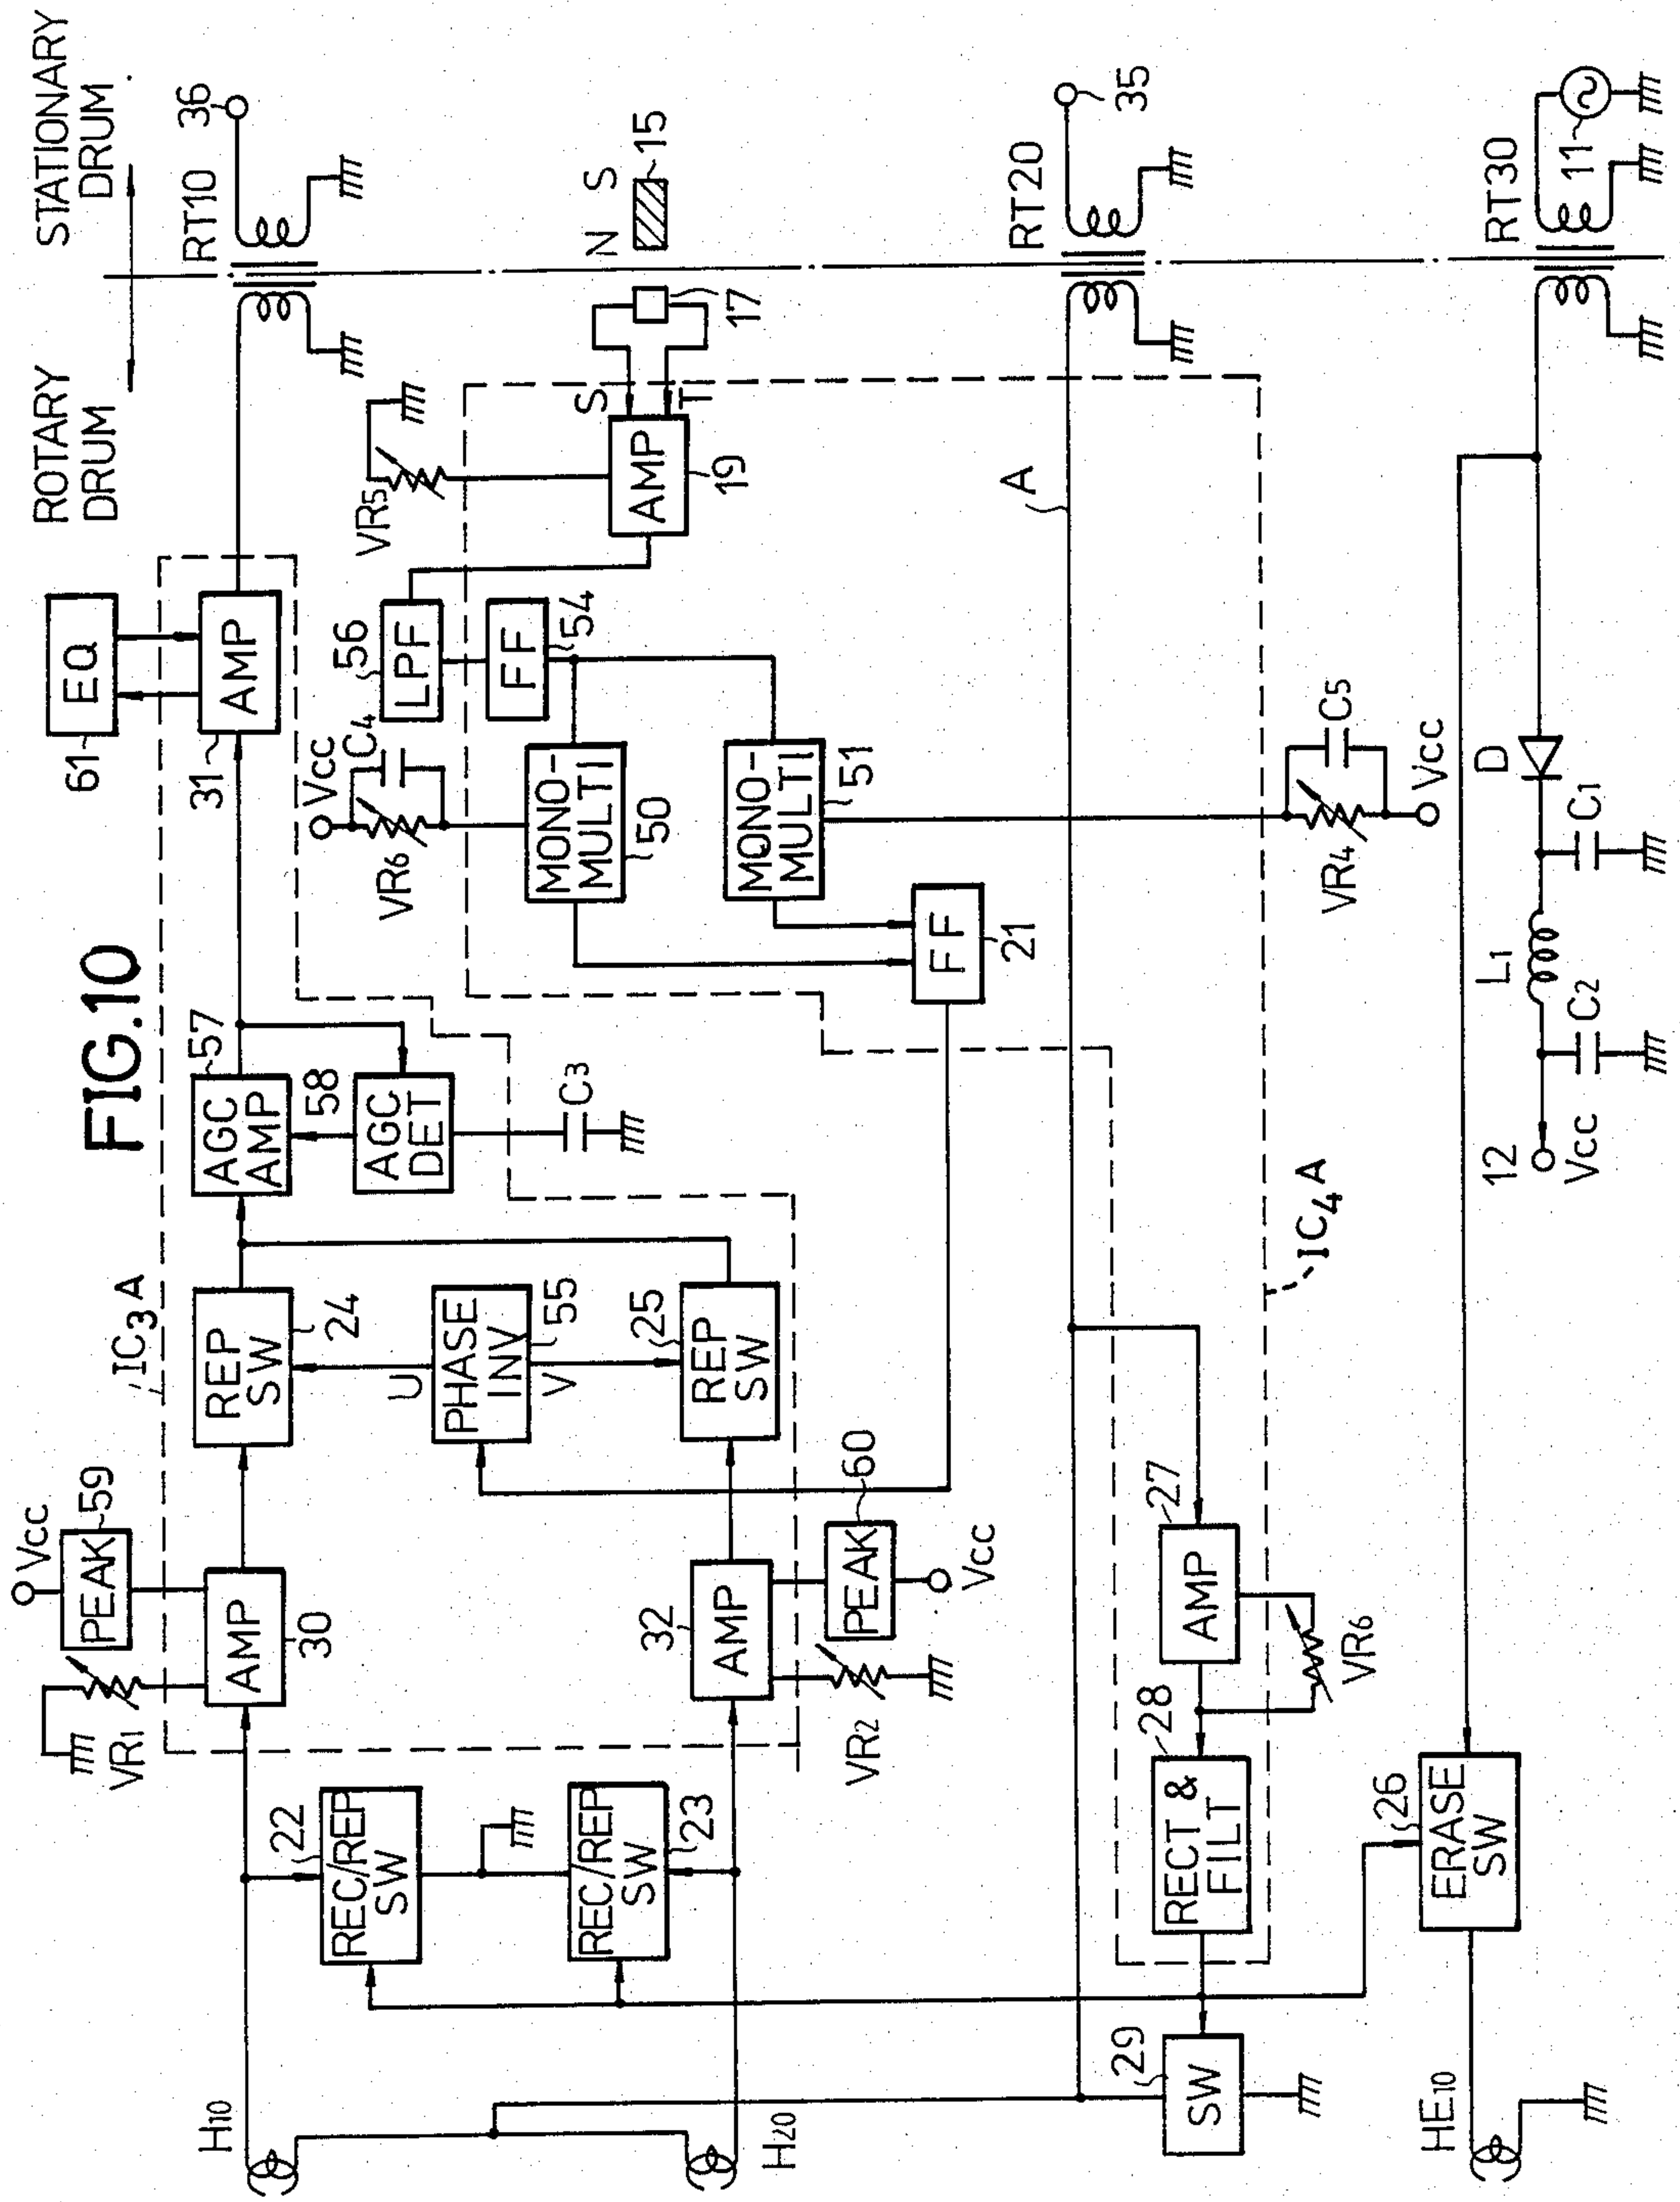 FIG.10
ROTARY
DRUM
STATIONARY
DRUM
Vcc
PEAK
59
VR1
AMP
30
IC3A
REP
SW
24
AGC
AMP
57
58
AGC
DET
C3
EQ
61
AMP
31
RT10
36
H10
REC/REP
SW
22
REC/REP
SW
23
U
PHASE
INV
55
V
REP
SW
25
AMP
32
PEAK
60
Vcc
VR2
H20
Vcc
C4
VR6
MONO-
MULTI
50
LPF
56
FF
54
MONO-
MULTI
51
FF
21
VR5
AMP
19
S
T
17
N
S
15
A
RT20
35
VR4
C5
Vcc
IC4A
AMP
27
VR6
RECT &
FILT
28
SW
29
ERASE
SW
26
HE10
12
Vcc
C2
L1
C1
D
RT30
11